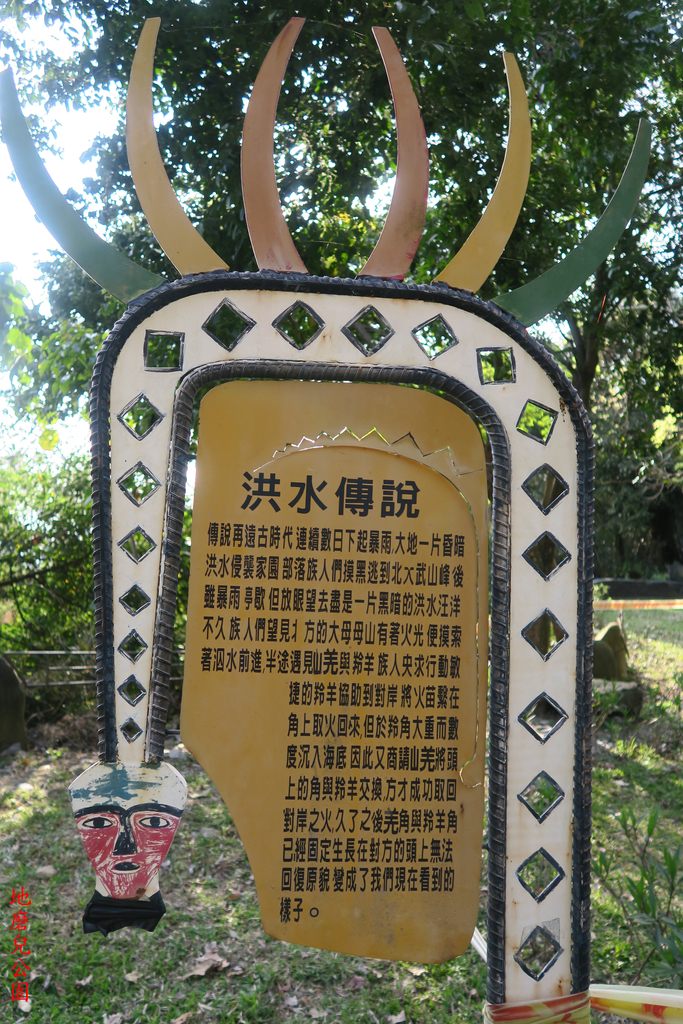 洪水傳說
傳說再遠古時代,連續數日下起暴雨,大地一片昏暗
洪水侵襲家園,部落族人們摸黑逃到北大武山峰後
雖暴雨亭歇,但放眼望去盡是一片黑暗的洪水汪洋
不久族人們望見北方的大母母山有著火光,便摸索
著泅水前進,半途遇見山羌與羚羊,族人央求行動敏
捷的羚羊協助到對岸將火苗繫在
角上取火回來,但於羚角大重而數
度沉入海底,因此又商請山羌將頭
上的角與羚羊交換,方才成功取回
對岸之火,久了之後羌角與羚羊角
已經固定生長在對方的頭上無法
回復原貌,變成了我們現在看到的
樣子。
地磨兒公園